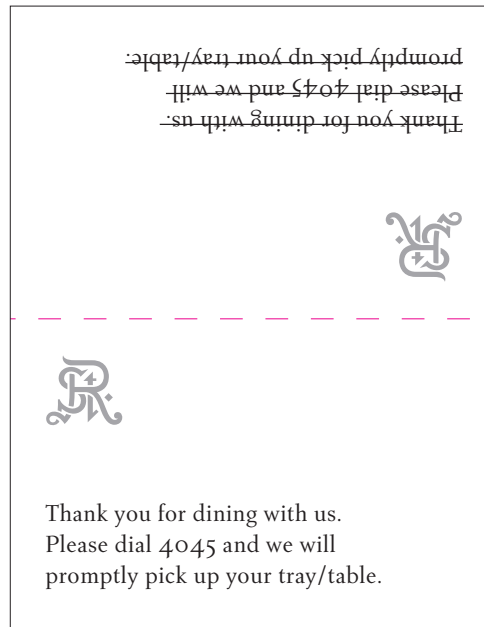 Thank you for dining with us.
Please dial 4045 and we will
promptly pick up your tray/table.
Thank you for dining with us.
Please dial 4045 and we will
promptly pick up your tray/table.